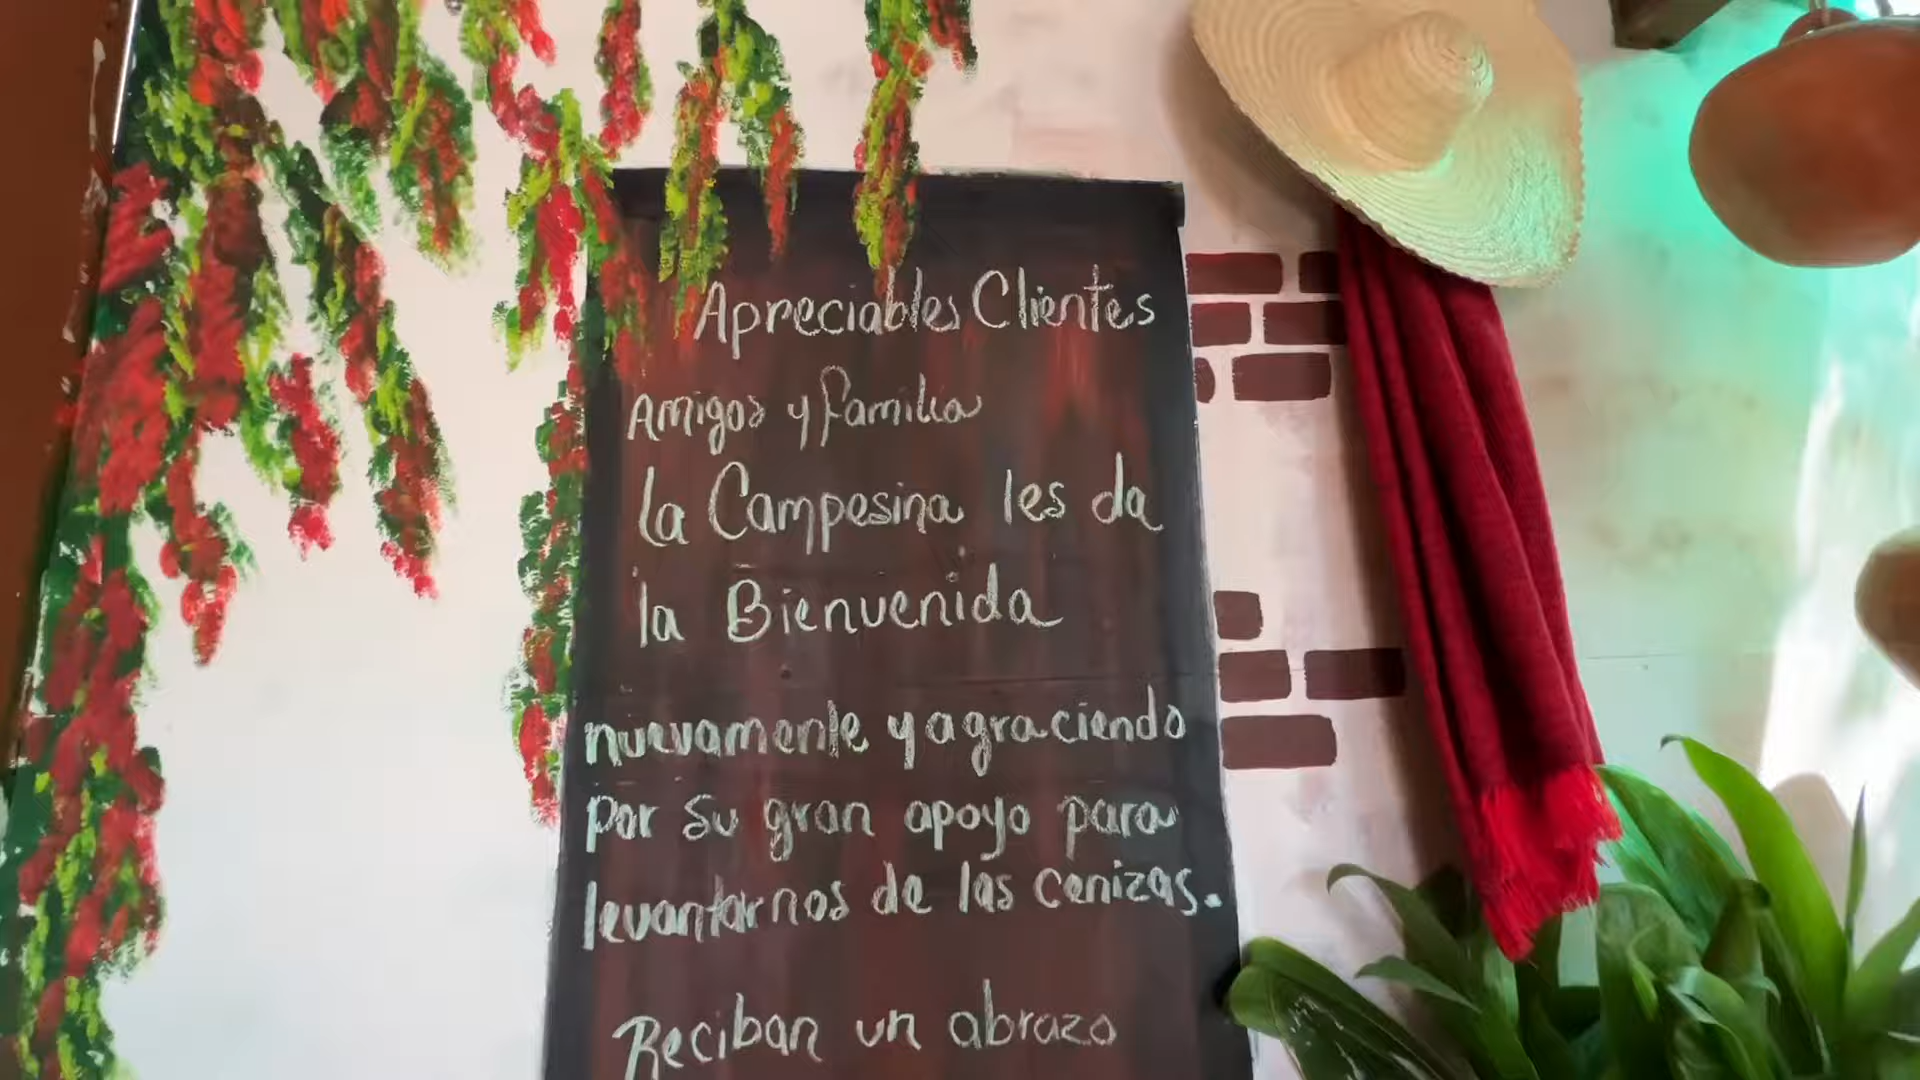 Apreciables Clientes
Amigos y familia
la Campesina les da
la Bienvenida
nuevamente y agraciendo
por su gran apoyo para
levantarnos de las cenizas.
Reciban un abrazo